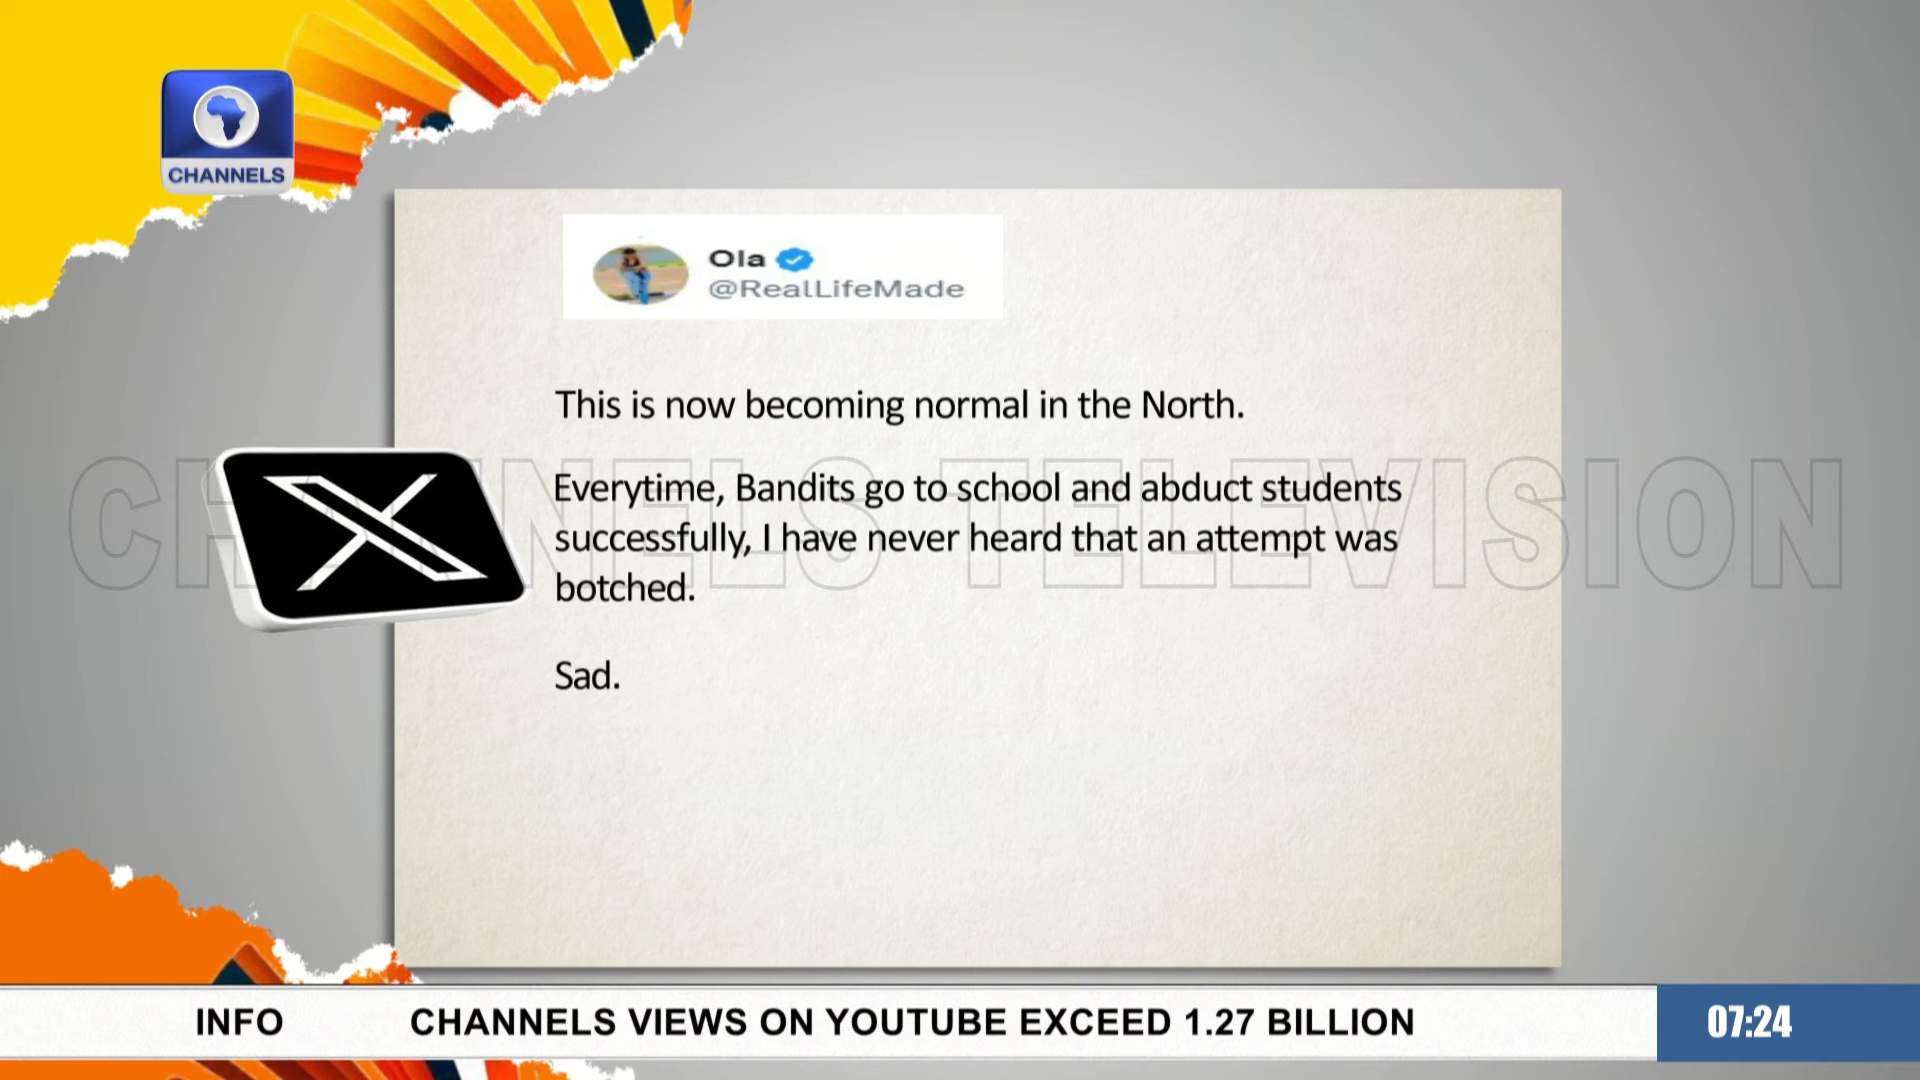 CHANNELS
Ola
@RealLifeMade
This is now becoming normal in the North.
Everytime, Bandits go to school and abduct students
successfully, I have never heard that an attempt was
botched.
Sad.
CHANNELS TELEVISION
INFO CHANNELS VIEWS ON YOUTUBE EXCEED 1.27 BILLION 07:24